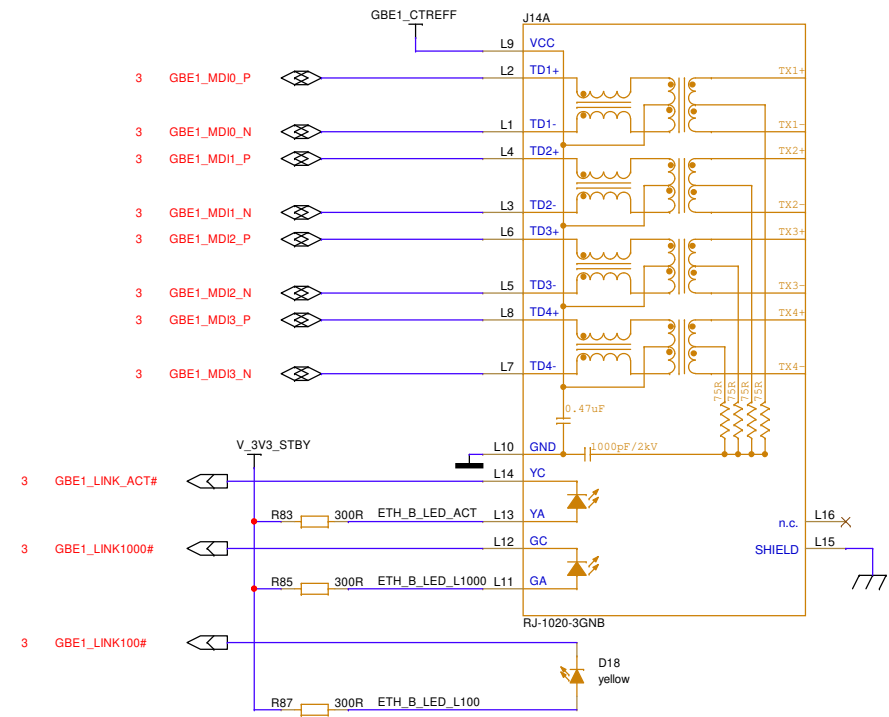 GBE1_CTREFF
J14A
L9 VCC
3 GBE1_MDI0_P L2 TD1+ TX1+
3 GBE1_MDI0_N L1 TD1- TX1-
3 GBE1_MDI1_P L4 TD2+ TX2+
3 GBE1_MDI1_N L3 TD2- TX2-
3 GBE1_MDI2_P L6 TD3+ TX3+
3 GBE1_MDI2_N L5 TD3- TX3-
3 GBE1_MDI3_P L8 TD4+ TX4+
3 GBE1_MDI3_N L7 TD4- TX4-
75R 75R 75R 75R
0.47uF
V_3V3_STBY L10 GND 1000pF/2kV
3 GBE1_LINK_ACT# L14 YC
R83 300R ETH_B_LED_ACT L13 YA n.c. L16
3 GBE1_LINK1000# L12 GC SHIELD L15
R85 300R ETH_B_LED_L1000 L11 GA
RJ-1020-3GNB
3 GBE1_LINK100#
D18
yellow
R87 300R ETH_B_LED_L100